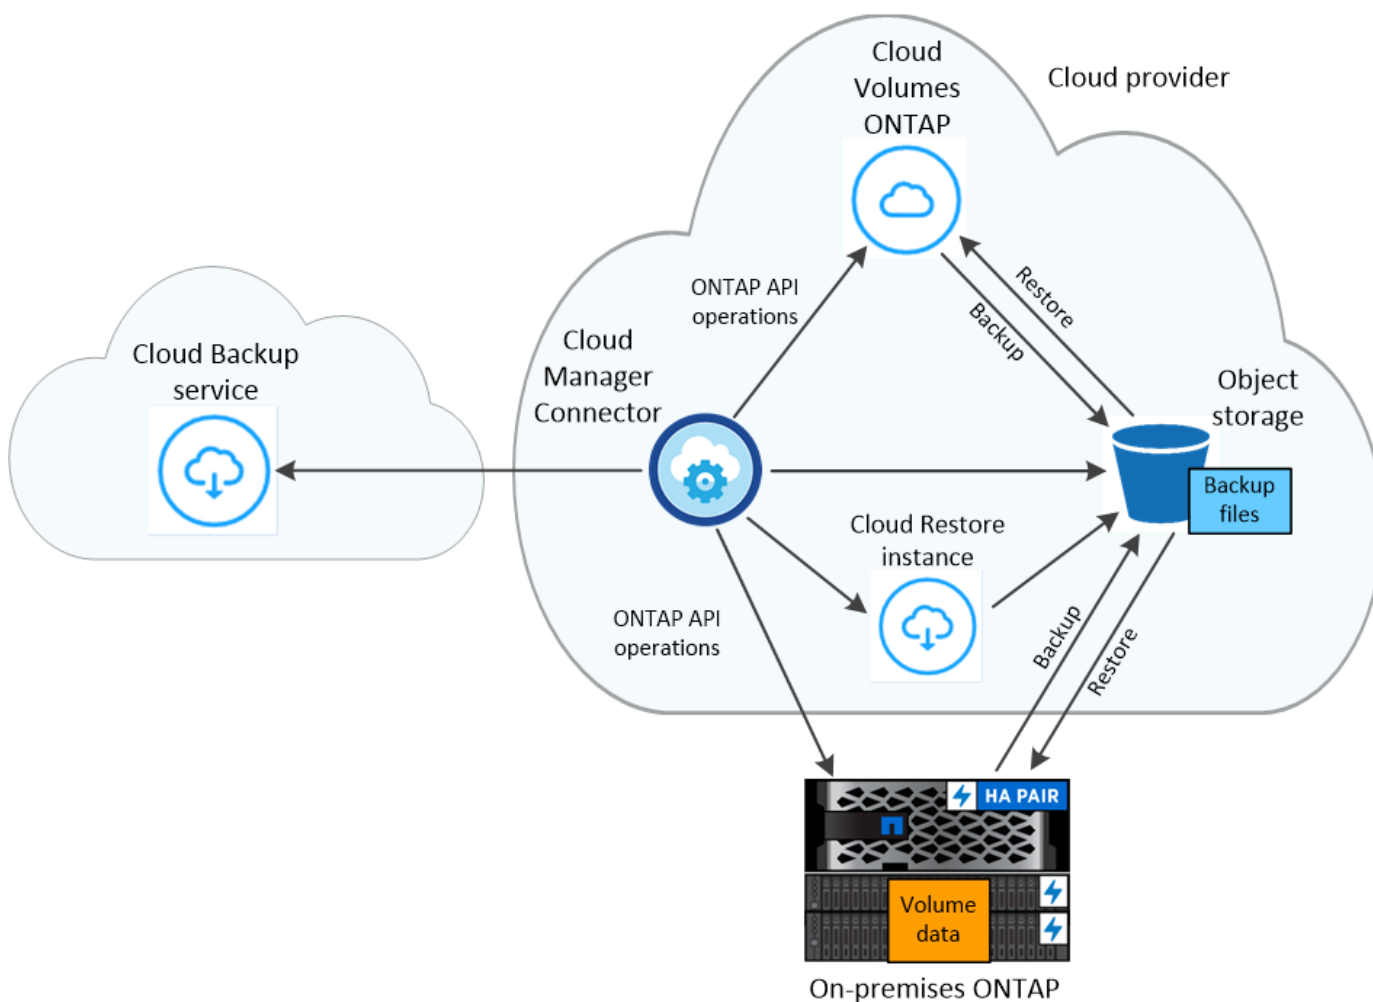 Cloud
Volumes
ONTAP
Cloud provider
ONTAP API
operations
Restore
Backup
Cloud Backup
service
Cloud
Manager
Connector
Object
storage
Backup
files
Cloud Restore
instance
ONTAP API
operations
Backup
Restore
HA PAIR
Volume
data
On-premises ONTAP